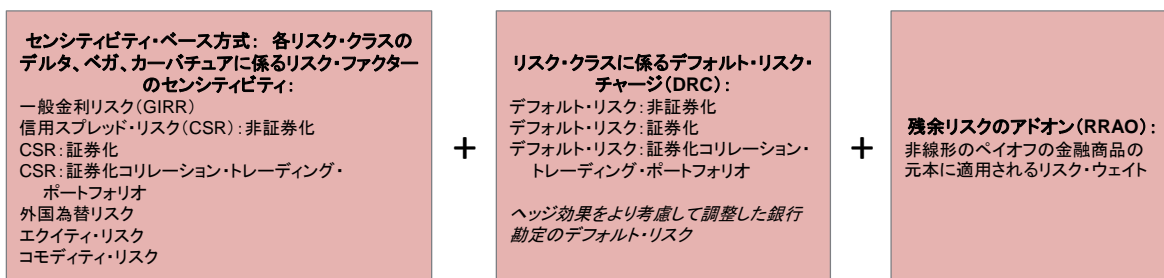 センシティビティ・ベース方式： 各リスク・クラスの
デルタ、ベガ、カーバチュアに係るリスク・ファクター
のセンシティビティ：
一般金利リスク（GIRR）
信用スプレッド・リスク（CSR）：非証券化
CSR：証券化
CSR：証券化コリレーション・トレーディング・
ポートフォリオ
外国為替リスク
エクイティ・リスク
コモディティ・リスク
+
リスク・クラスに係るデフォルト・リスク・
チャージ（DRC）：
デフォルト・リスク：非証券化
デフォルト・リスク：証券化
デフォルト・リスク：証券化コリレーション・
トレーディング・ポートフォリオ
ヘッジ効果をより考慮して調整した銀行
勘定のデフォルト・リスク
+
残余リスクのアドオン（RRAO）：
非線形のペイオフの金融商品の
元本に適用されるリスク・ウェイト